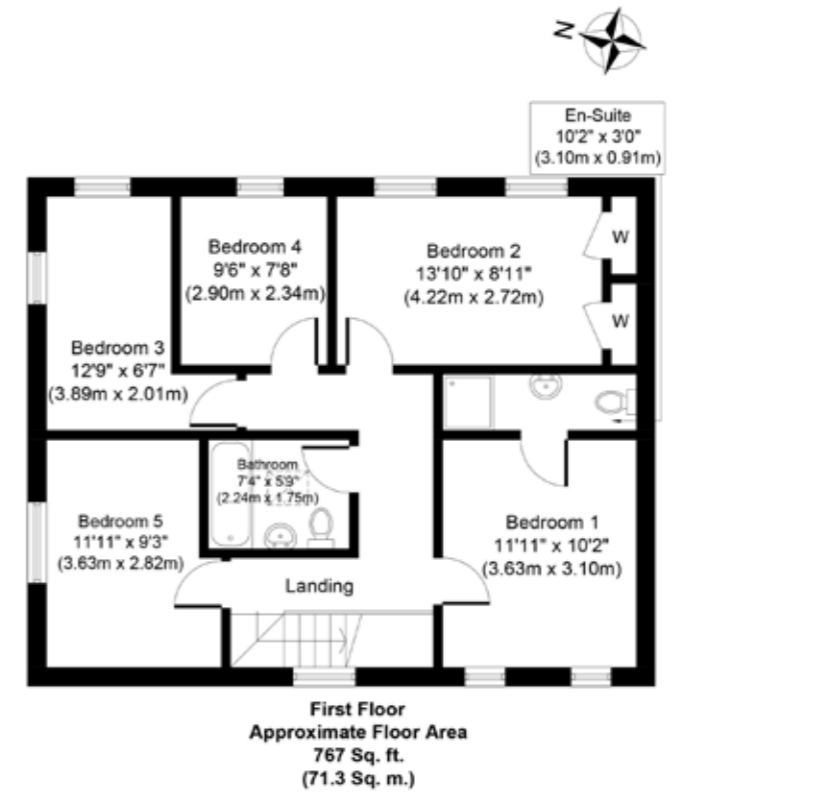 N
En-Suite
10'2" x 3'0"
(3.10m x 0.91m)
Bedroom 4
9'6" x 7'8"
(2.90m x 2.34m)
Bedroom 2
13'10" x 8'11"
(4.22m x 2.72m)
W
W
Bedroom 3
12'9" x 6'7"
(3.89m x 2.01m)
Bathroom
7'4" x 5'9"
(2.24m x 1.75m)
Bedroom 5
11'11" x 9'3"
(3.63m x 2.82m)
Bedroom 1
11'11" x 10'2"
(3.63m x 3.10m)
Landing
First Floor
Approximate Floor Area
767 Sq. ft.
(71.3 Sq. m.)